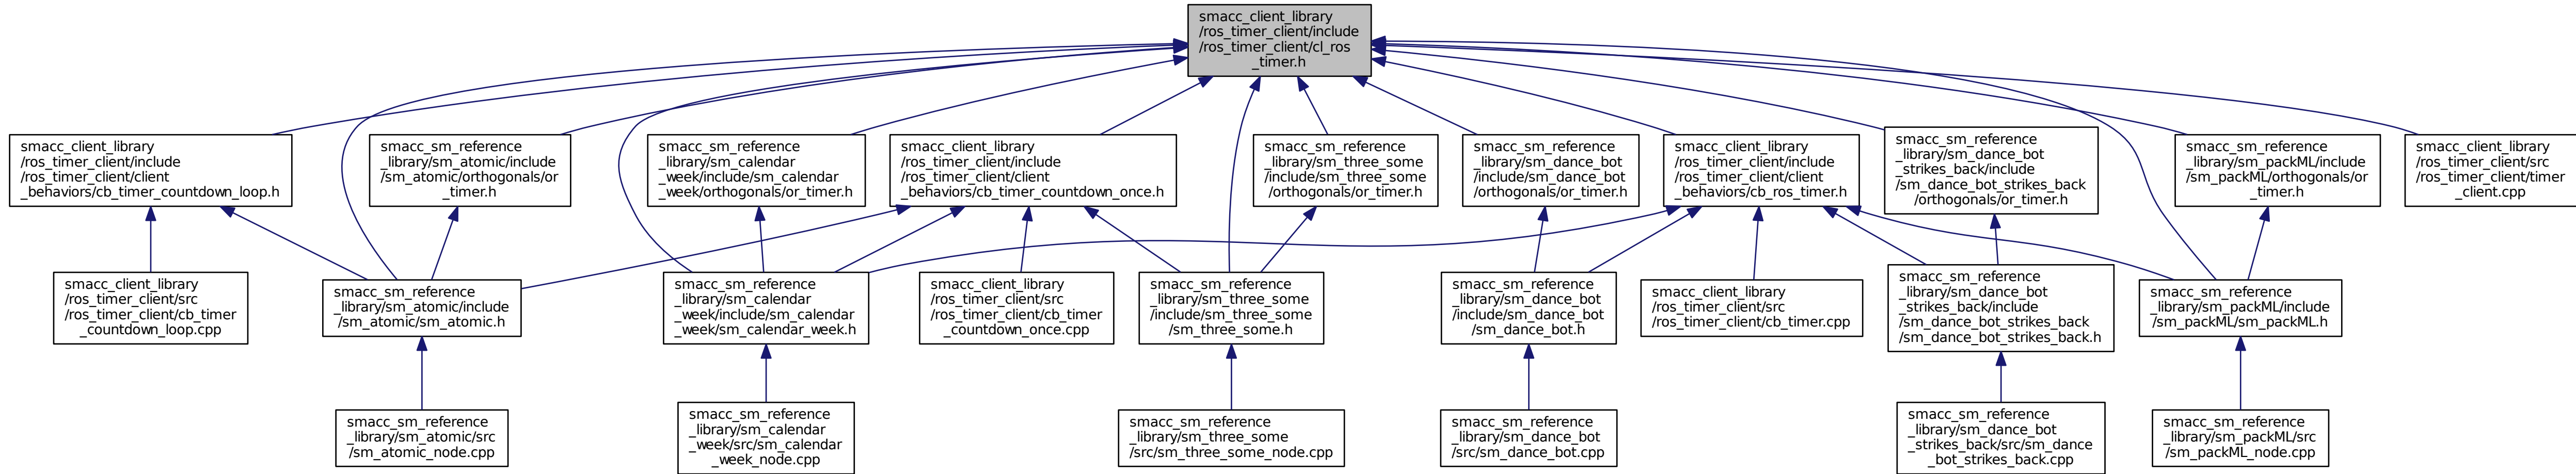 smacc_client_library
/ros_timer_client/include
/ros_timer_client/cl_ros
_timer.h
smacc_client_library
/ros_timer_client/include
/ros_timer_client/client
_behaviors/cb_timer_countdown_loop.h
smacc_sm_reference
_library/sm_atomic/include
/sm_atomic/orthogonals/or
_timer.h
smacc_sm_reference
_library/sm_calendar
_week/include/sm_calendar
_week/orthogonals/or_timer.h
smacc_client_library
/ros_timer_client/include
/ros_timer_client/client
_behaviors/cb_timer_countdown_once.h
smacc_sm_reference
_library/sm_three_some
/include/sm_three_some
/orthogonals/or_timer.h
smacc_sm_reference
_library/sm_dance_bot
/include/sm_dance_bot
/orthogonals/or_timer.h
smacc_client_library
/ros_timer_client/include
/ros_timer_client/client
_behaviors/cb_ros_timer.h
smacc_sm_reference
_library/sm_dance_bot
_strikes_back/include
/sm_dance_bot_strikes_back
/orthogonals/or_timer.h
smacc_sm_reference
_library/sm_packML/include
/sm_packML/orthogonals/or
_timer.h
smacc_client_library
/ros_timer_client/src
/ros_timer_client/timer
_client.cpp
smacc_client_library
/ros_timer_client/src
/ros_timer_client/cb_timer
_countdown_loop.cpp
smacc_sm_reference
_library/sm_atomic/include
/sm_atomic/sm_atomic.h
smacc_sm_reference
_library/sm_calendar
_week/include/sm_calendar
_week/sm_calendar_week.h
smacc_client_library
/ros_timer_client/src
/ros_timer_client/cb_timer
_countdown_once.cpp
smacc_sm_reference
_library/sm_three_some
/include/sm_three_some
/sm_three_some.h
smacc_sm_reference
_library/sm_dance_bot
/include/sm_dance_bot
/sm_dance_bot.h
smacc_client_library
/ros_timer_client/src
/ros_timer_client/cb_timer.cpp
smacc_sm_reference
_library/sm_dance_bot
_strikes_back/include
/sm_dance_bot_strikes_back
/sm_dance_bot_strikes_back.h
smacc_sm_reference
_library/sm_packML/include
/sm_packML/sm_packML.h
smacc_sm_reference
_library/sm_atomic/src
/sm_atomic_node.cpp
smacc_sm_reference
_library/sm_calendar
_week/src/sm_calendar
_week_node.cpp
smacc_sm_reference
_library/sm_three_some
/src/sm_three_some_node.cpp
smacc_sm_reference
_library/sm_dance_bot
/src/sm_dance_bot.cpp
smacc_sm_reference
_library/sm_dance_bot
_strikes_back/src/sm_dance
_bot_strikes_back.cpp
smacc_sm_reference
_library/sm_packML/src
/sm_packML_node.cpp